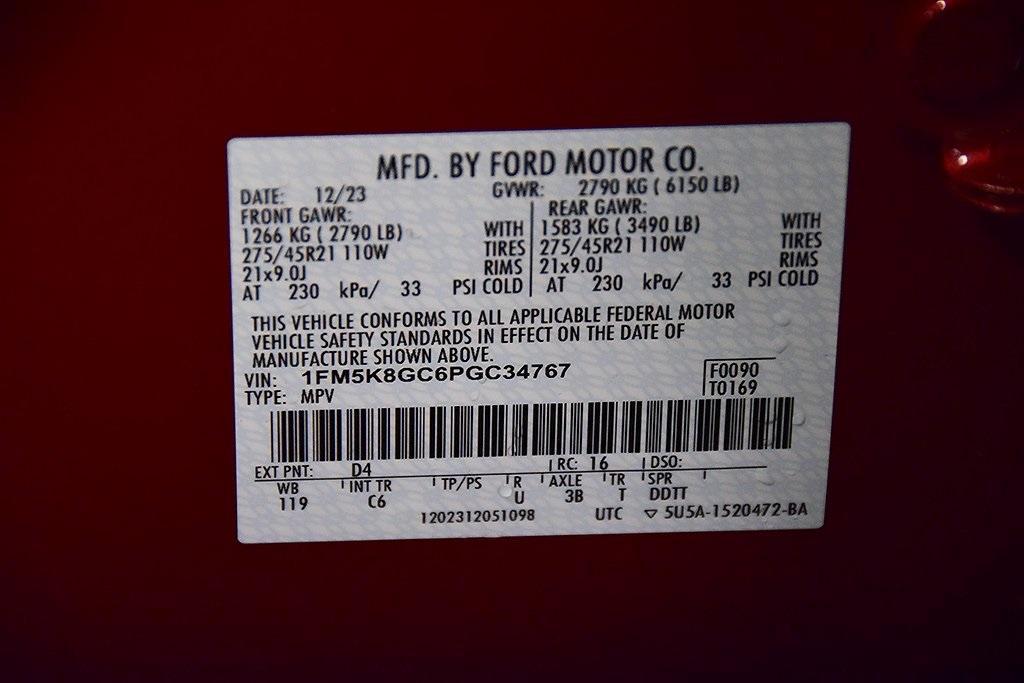 MFD. BY FORD MOTOR CO.
DATE: 12/23 GVWR: 2790 KG ( 6150 LB)
FRONT GAWR: REAR GAWR:
1266 KG ( 2790 LB) WITH 1583 KG ( 3490 LB) WITH
275/45R21 110W TIRES 275/45R21 110W TIRES
21x9.0J RIMS 21x9.0J RIMS
AT 230 kPa/ 33 PSI COLD AT 230 kPa/ 33 PSI COLD
THIS VEHICLE CONFORMS TO ALL APPLICABLE FEDERAL MOTOR
VEHICLE SAFETY STANDARDS IN EFFECT ON THE DATE OF
MANUFACTURE SHOWN ABOVE.
VIN: 1FM5K8GC6PGC34767 F0090
TYPE: MPV T0169
EXT PNT: D4 RC: 16 DSO:
WB INT TR TP/PS R AXLE TR SPR
119 C6 U 3B T DDTT
1202312051098 UTC ▽ 5U5A-1520472-BA